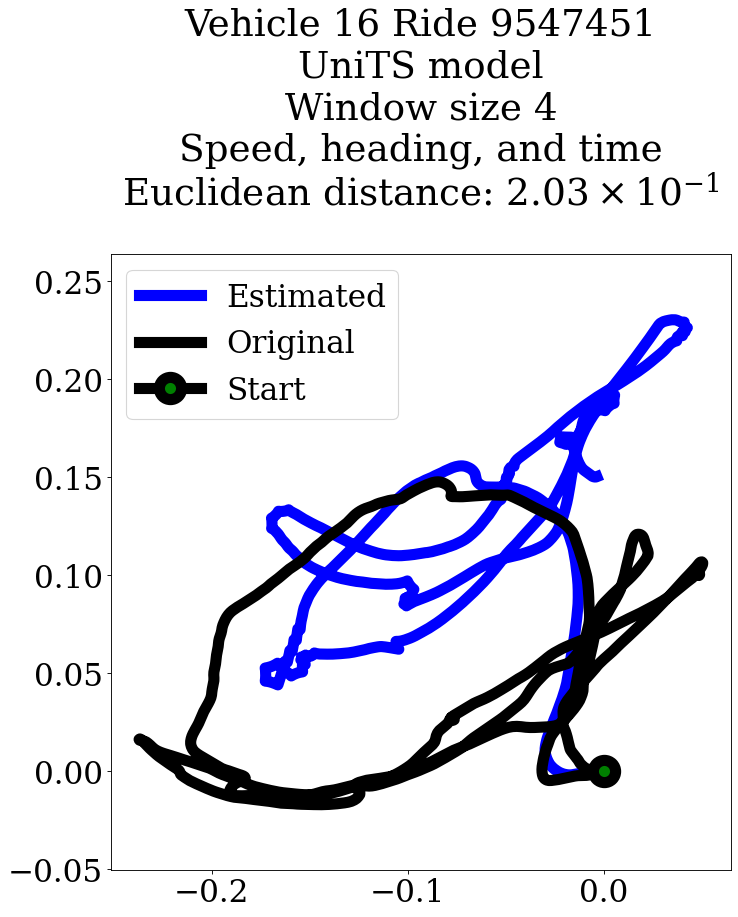 Vehicle 16 Ride 9547451
UniTS model
Window size 4
Speed, heading, and time
Euclidean distance: 2.03 × 10⁻¹
Estimated
Original
Start
0.25
0.20
0.15
0.10
0.05
0.00
−0.05
−0.2
−0.1
0.0